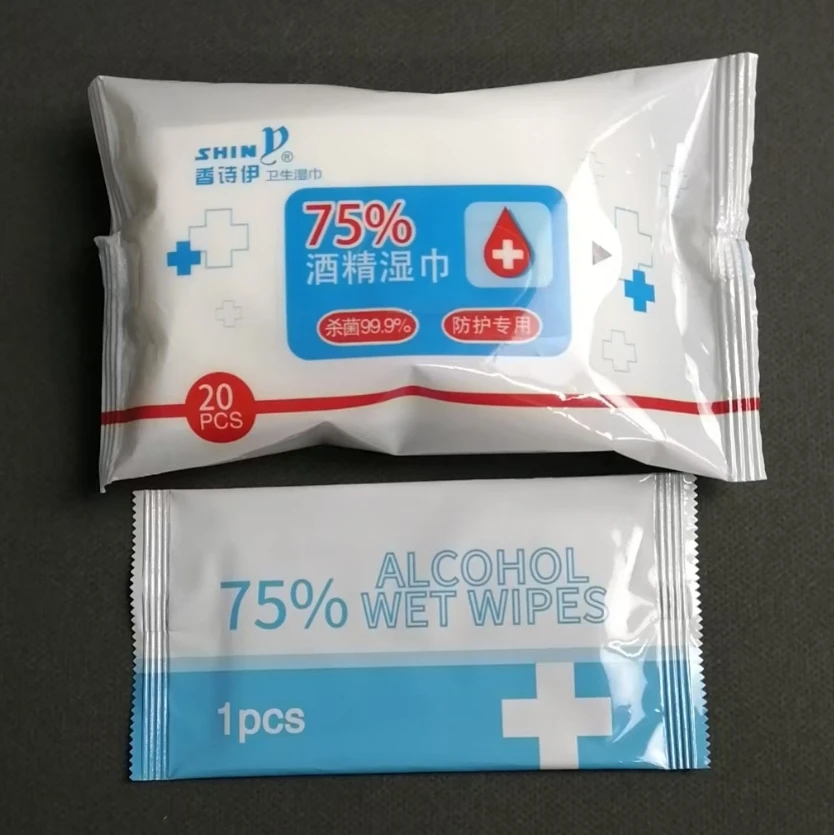 SHINY®
香诗伊 卫生湿巾
75%
酒精湿巾
杀菌99.9% 防护专用
20
PCS
75% ALCOHOL
WET WIPES
1pcs